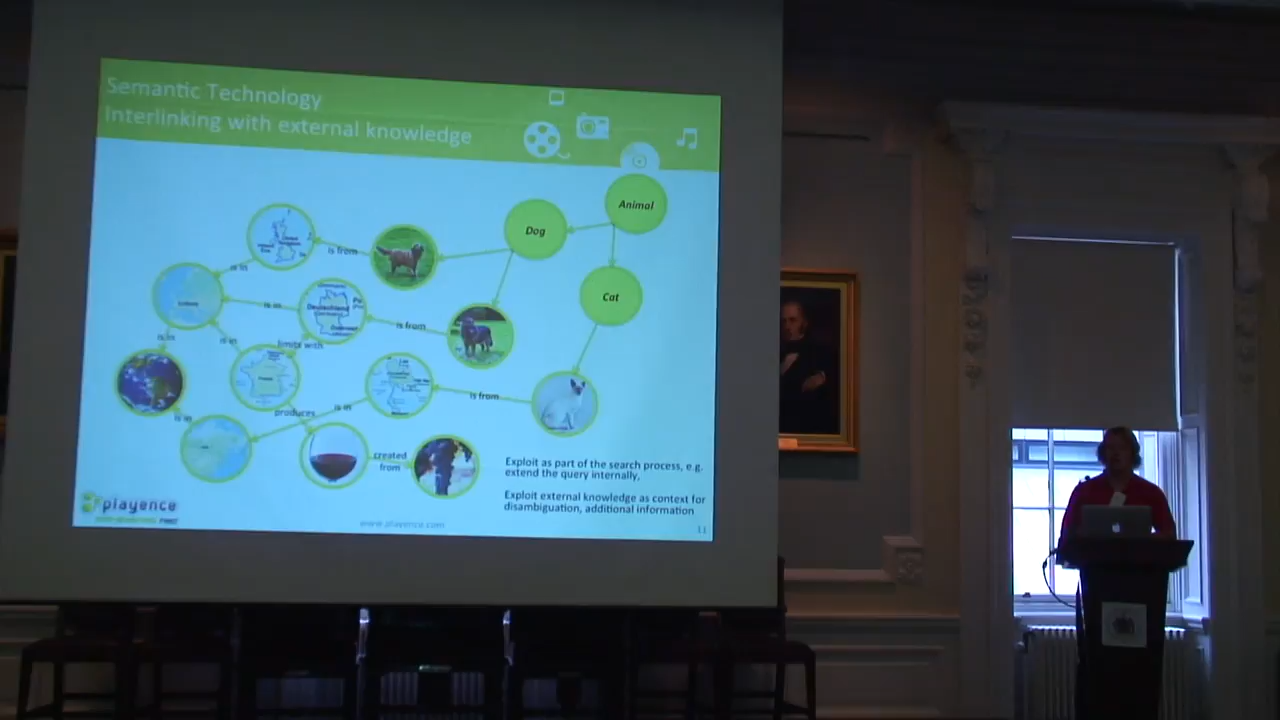 Semantic Technology
Interlinking with external knowledge
Animal
Dog
Cat
is from
is in
is in
Deutschland
is from
is in
is in
limits with
is from
produces
is in
is in
created
from
Exploit as part of the search process, e.g.
extend the query internally,
Exploit external knowledge as context for
disambiguation, additional information
playence
www.playence.com
11